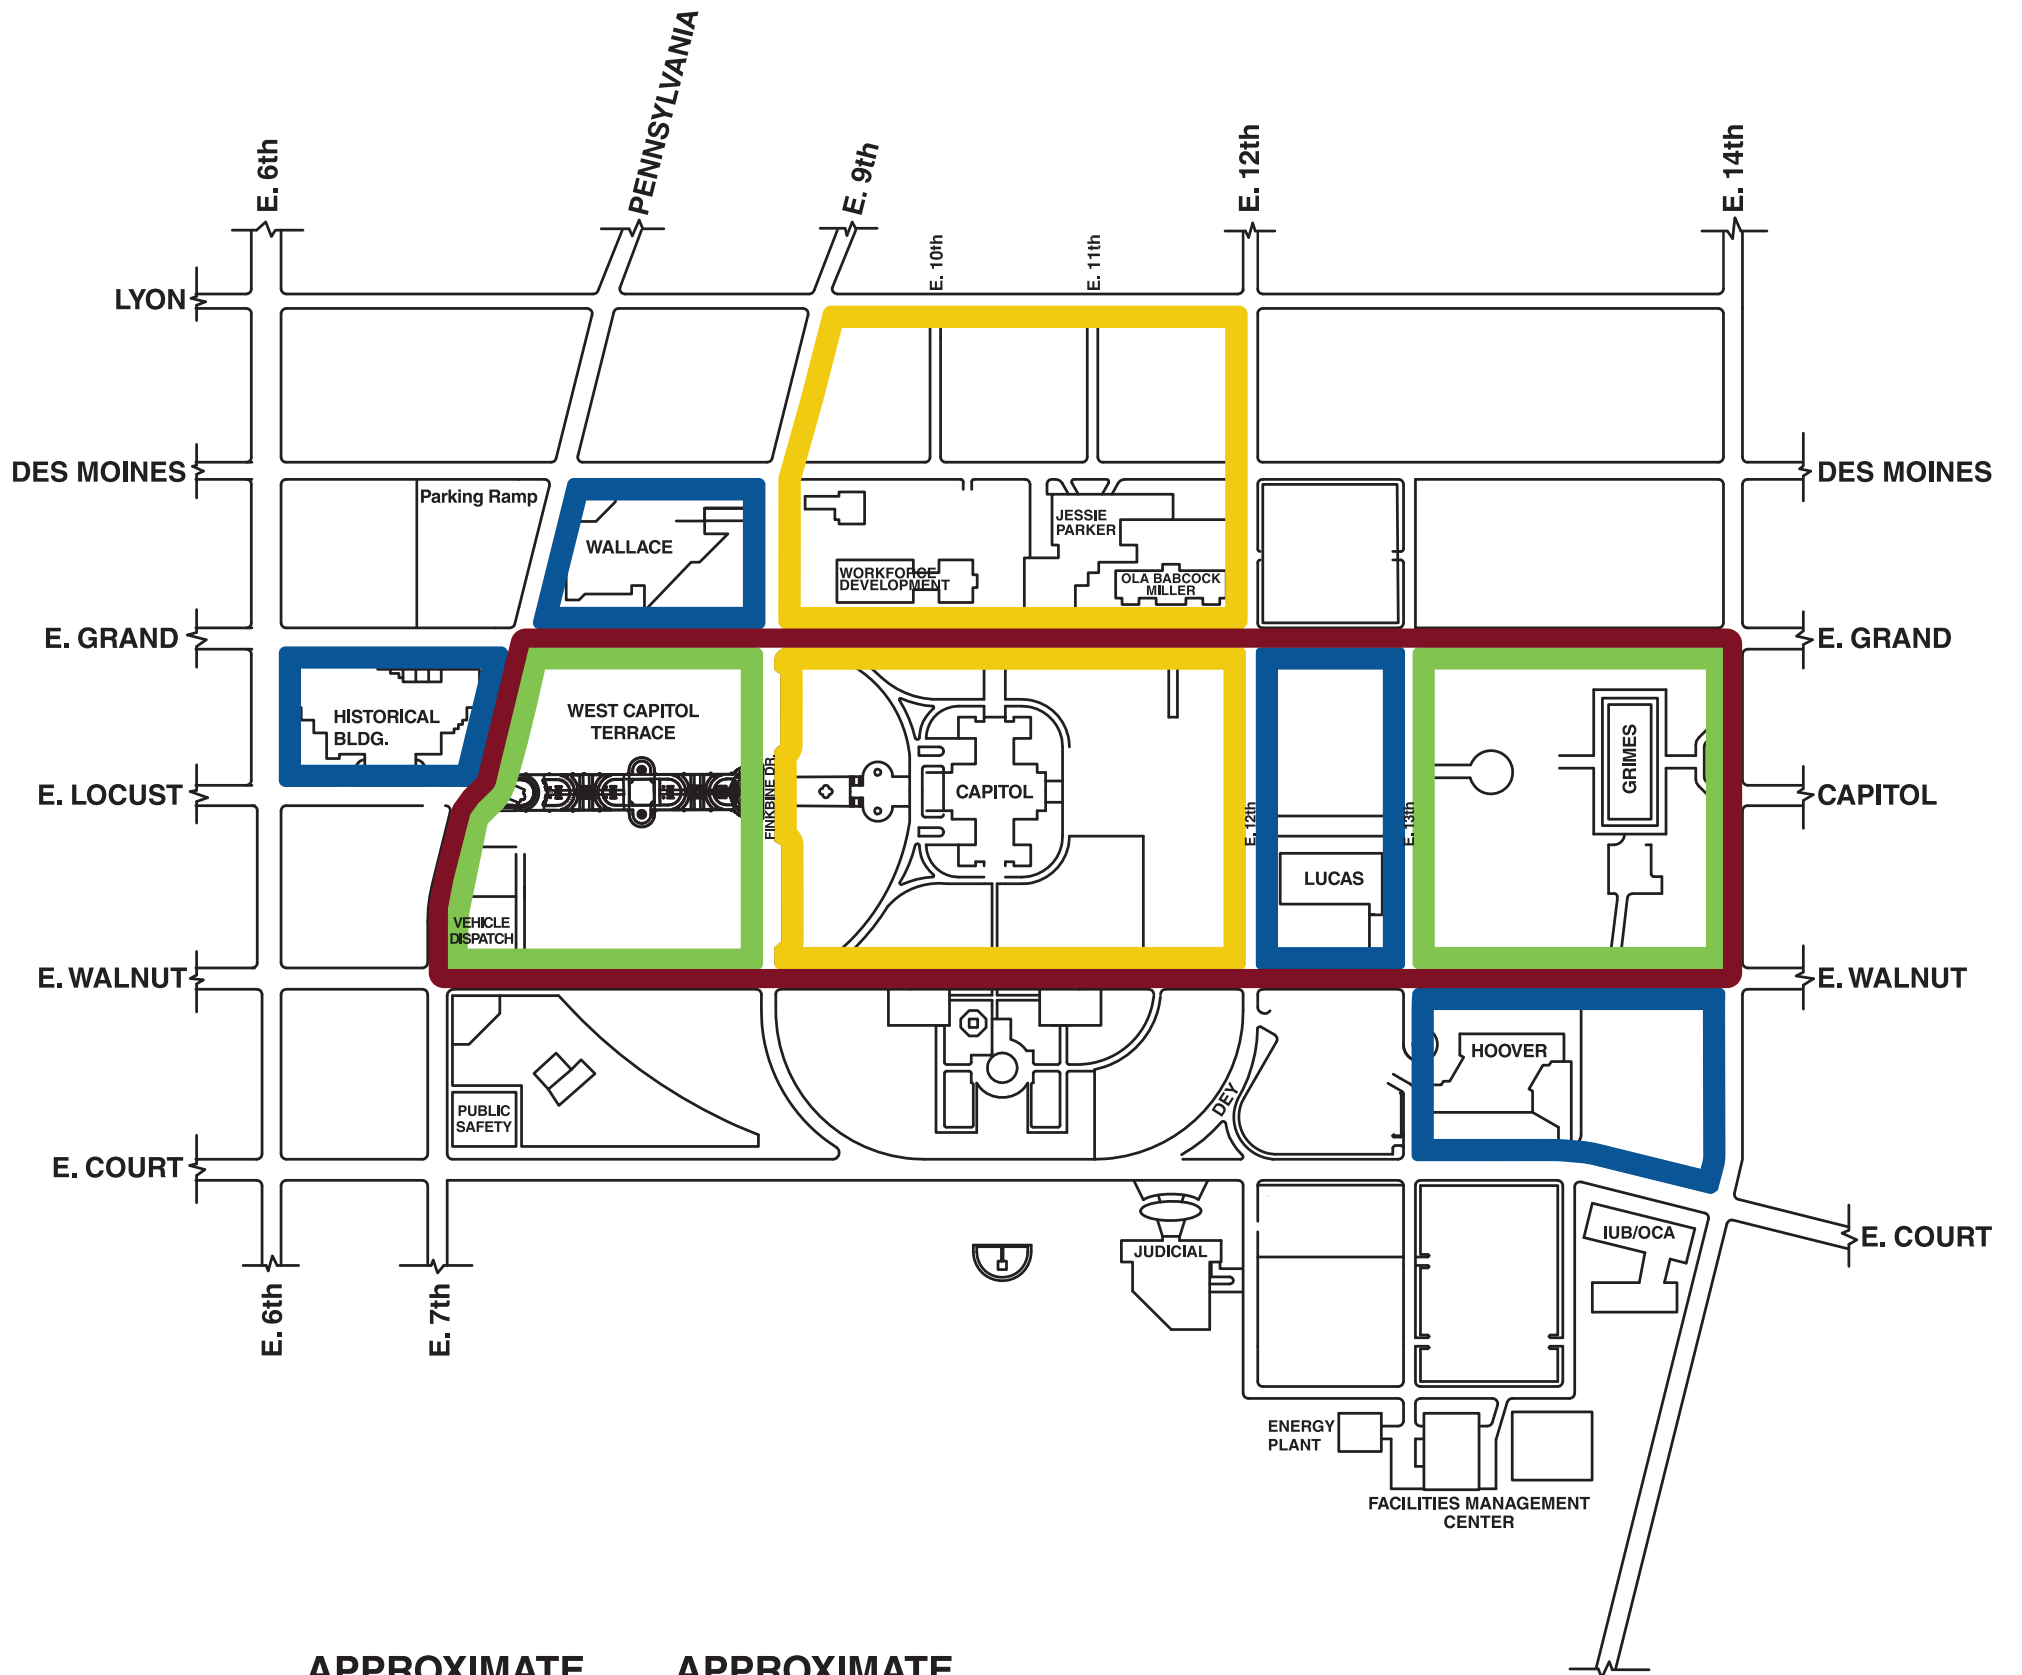 PENNSYLVANIA
E. 6th
E. 9th
E. 12th
E. 14th
E. 10th
E. 11th
LYON
DES MOINES
DES MOINES
Parking Ramp
JESSIE
PARKER
WALLACE
WORKFORCE
DEVELOPMENT
OLA BABCOCK
MILLER
E. GRAND
E. GRAND
HISTORICAL
BLDG.
WEST CAPITOL
TERRACE
GRIMES
FINKBINE DR.
CAPITOL
E. LOCUST
CAPITOL
E. 12th
E. 13th
LUCAS
VEHICLE
DISPATCH
E. WALNUT
E. WALNUT
HOOVER
DEY
PUBLIC
SAFETY
E. COURT
IUB/OCA
E. COURT
JUDICIAL
E. 6th
E. 7th
ENERGY
PLANT
FACILITIES MANAGEMENT
CENTER
APPROXIMATE
APPROXIMATE